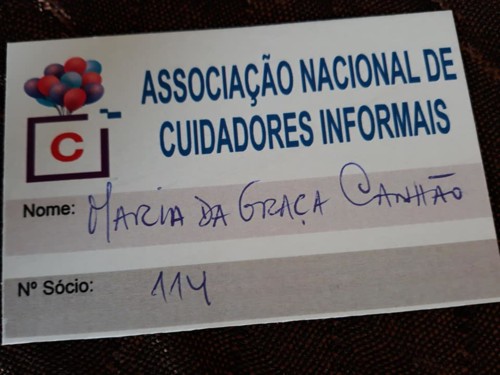 ASSOCIAÇÃO NACIONAL DE
CUIDADORES INFORMAIS
C
Nome: MARIA DA GRAÇA CANHÃO
Nº Sócio: 114